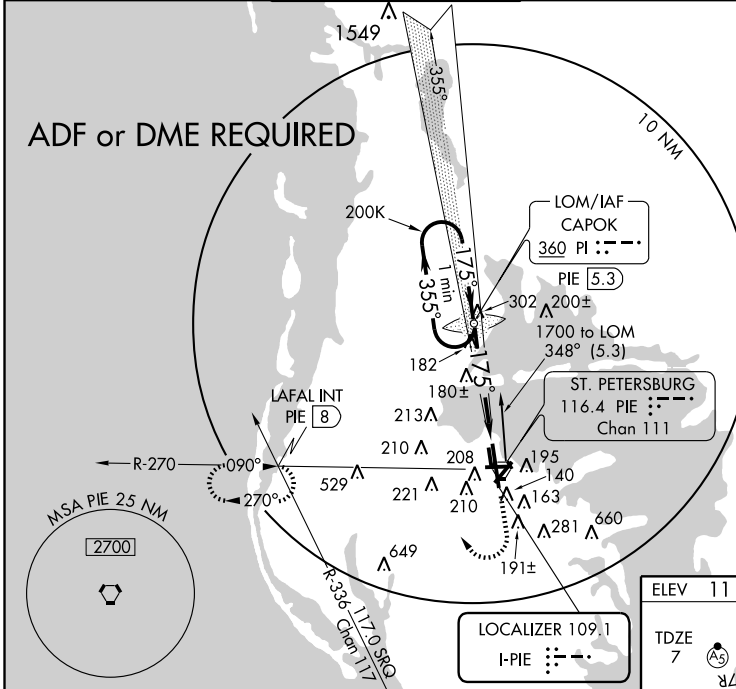 1549
355°
ADF or DME REQUIRED
10 NM
200K
LOM/IAF
CAPOK
360 PI
PIE 5.3
175°
1 min
355°
302
200±
1700 to LOM
348° (5.3)
182
175°
180±
ST. PETERSBURG
116.4 PIE
Chan 111
LAFAL INT
PIE 8
213
210
R-270
090°
208
195
140
529
270°
221
210
163
MSA PIE 25 NM
2700
281
660
191±
649
R-336 117.0 SRQ
Chan 117
LOCALIZER 109.1
I-PIE
ELEV 11
TDZE
7
A5
7R